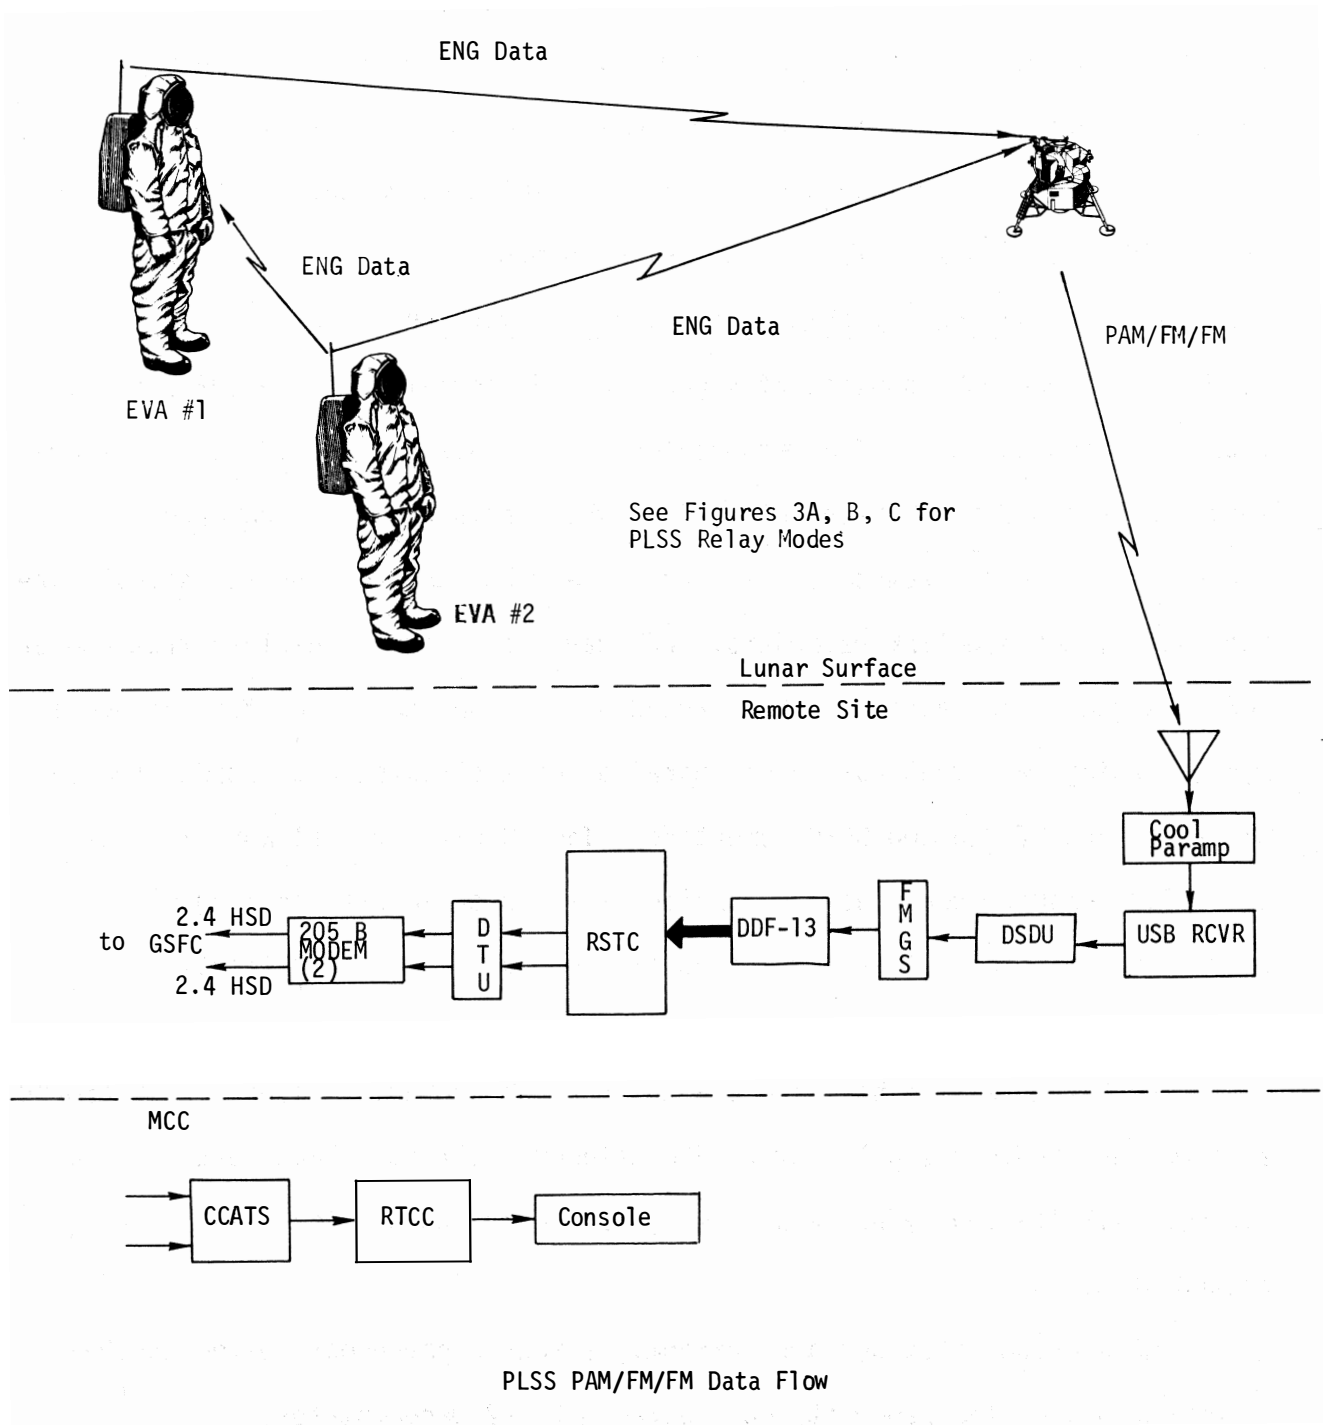 ENG Data
ENG Data
ENG Data
PAM/FM/FM
EVA #1
See Figures 3A, B, C for
PLSS Relay Modes
EVA #2
Lunar Surface
Remote Site
Cool
Paramp
USB RCVR
DSDU
FMGS
DDF-13
RSTC
DTU
205 B
MODEM
(2)
2.4 HSD
to GSFC
2.4 HSD
MCC
CCATS
RTCC
Console
PLSS PAM/FM/FM Data Flow